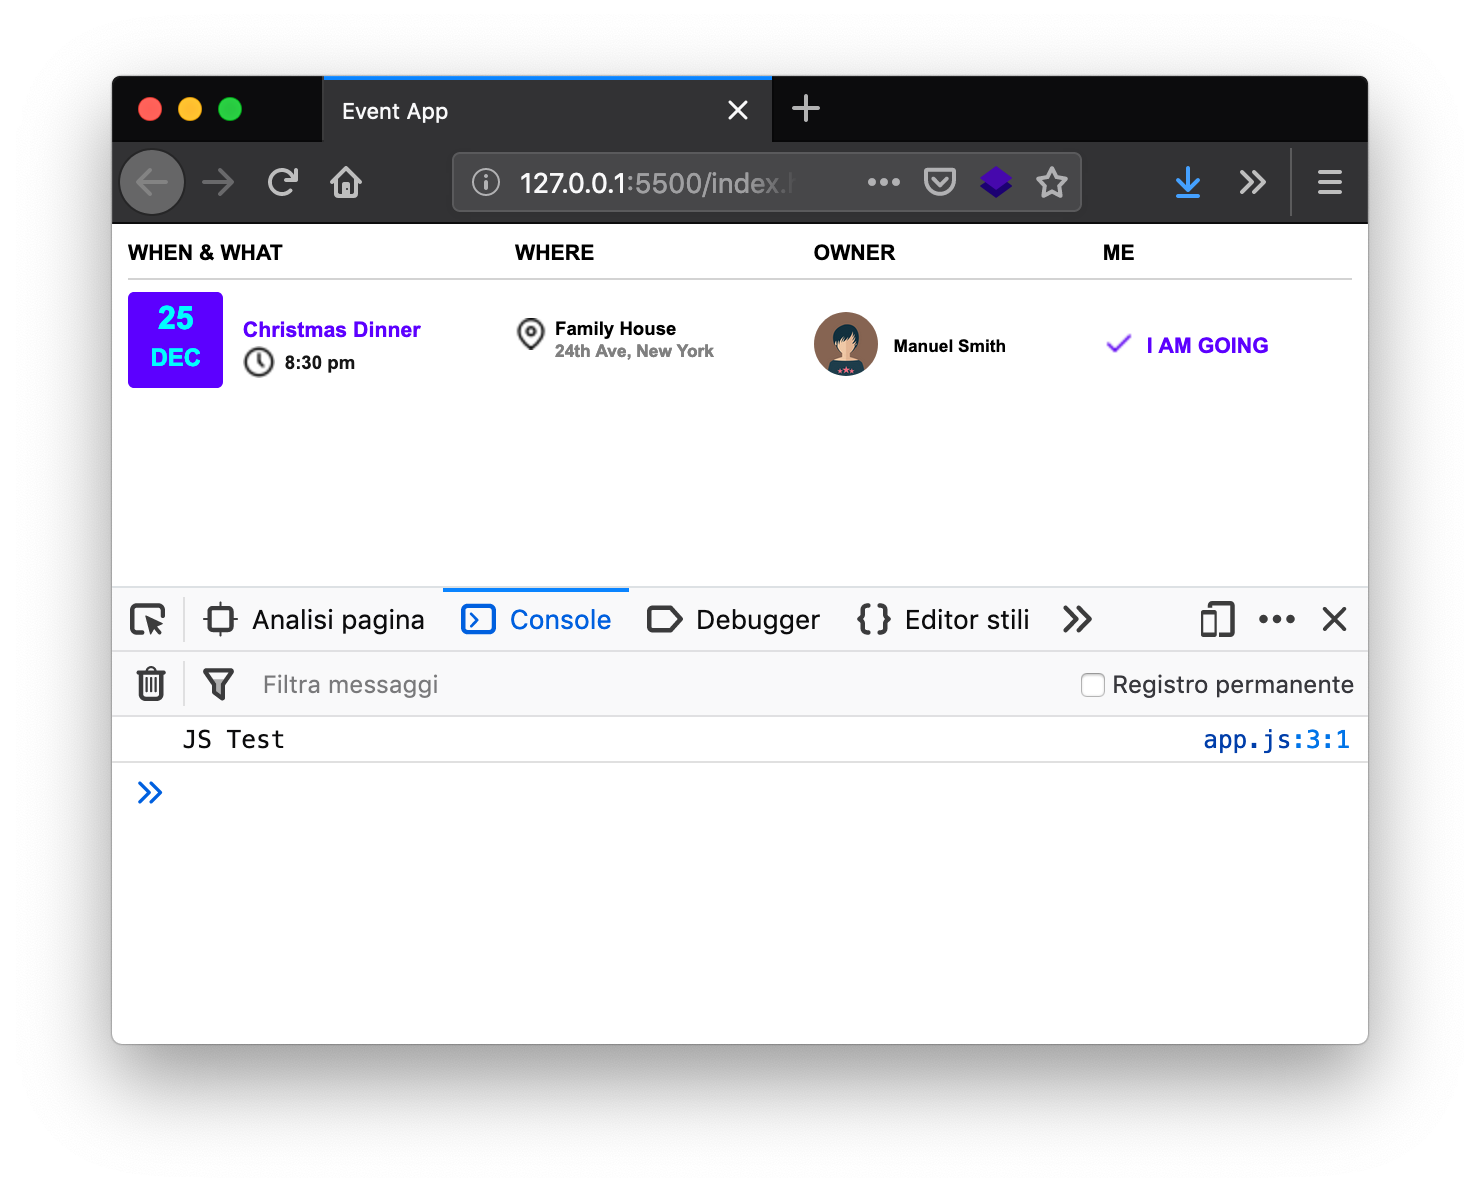 Event App
127.0.0.1:5500/index.
WHEN & WHAT WHERE OWNER ME
25
DEC
Christmas Dinner
8:30 pm
Family House
24th Ave, New York
Manuel Smith
I AM GOING
Analisi pagina Console Debugger Editor stili
Filtra messaggi Registro permanente
JS Test app.js:3:1